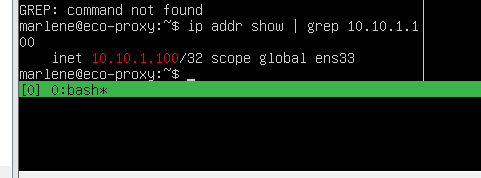 GREP: command not found
marlene@eco-proxy:~$ ip addr show | grep 10.10.1.1
00
    inet 10.10.1.100/32 scope global ens33
marlene@eco-proxy:~$
[0] 0:bash*